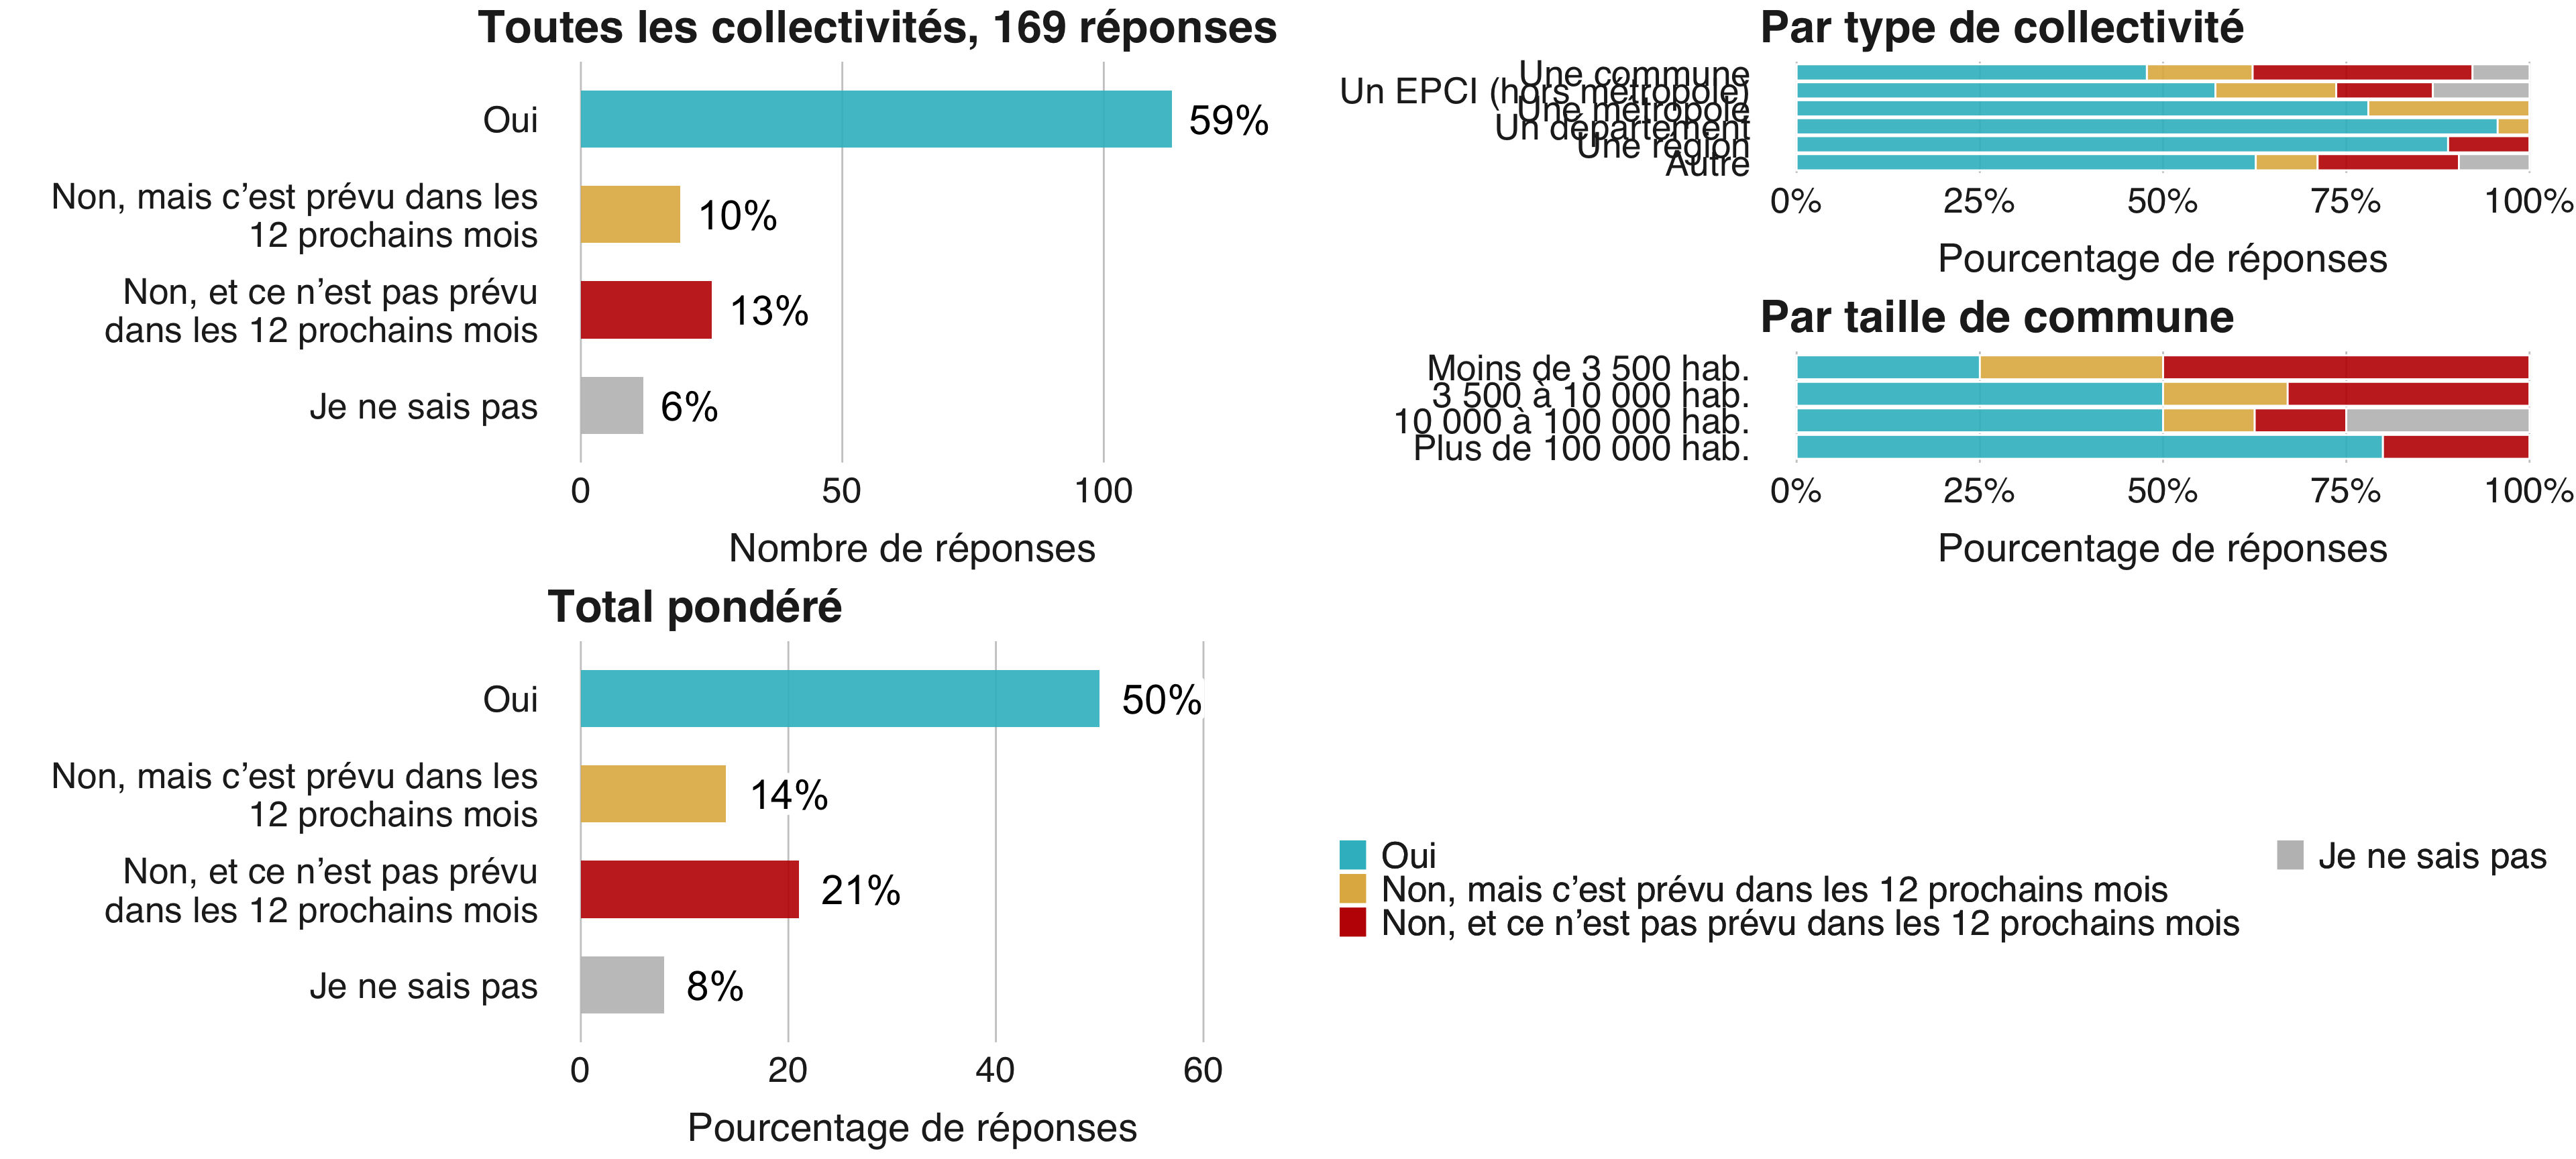 Toutes les collectivités, 169 réponses
Oui
59%
Non, mais c’est prévu dans les
12 prochains mois
10%
Non, et ce n’est pas prévu
dans les 12 prochains mois
13%
Je ne sais pas
6%
0 50 100
Nombre de réponses
Total pondéré
Oui
50%
Non, mais c’est prévu dans les
12 prochains mois
14%
Non, et ce n’est pas prévu
dans les 12 prochains mois
21%
Je ne sais pas
8%
0 20 40 60
Pourcentage de réponses
Par type de collectivité
Une commune
Un EPCI (hors métropole)
Une métropole
Un département
Une région
Autre
0% 25% 50% 75% 100%
Pourcentage de réponses
Par taille de commune
Moins de 3 500 hab.
3 500 à 10 000 hab.
10 000 à 100 000 hab.
Plus de 100 000 hab.
0% 25% 50% 75% 100%
Pourcentage de réponses
Oui
Non, mais c’est prévu dans les 12 prochains mois
Non, et ce n’est pas prévu dans les 12 prochains mois
Je ne sais pas